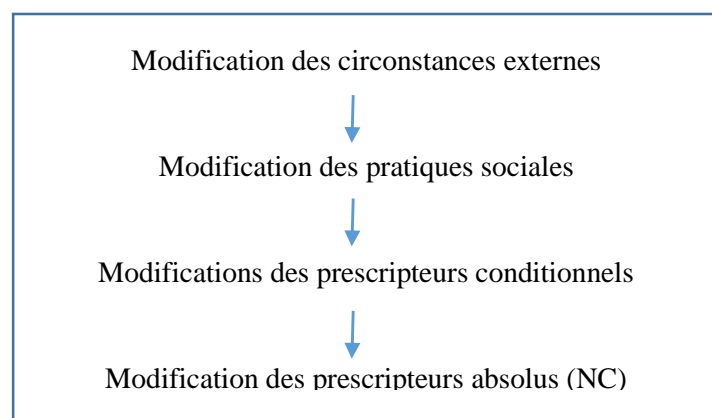 Modification des circonstances externes
Modification des pratiques sociales
Modifications des prescripteurs conditionnels
Modification des prescripteurs absolus (NC)